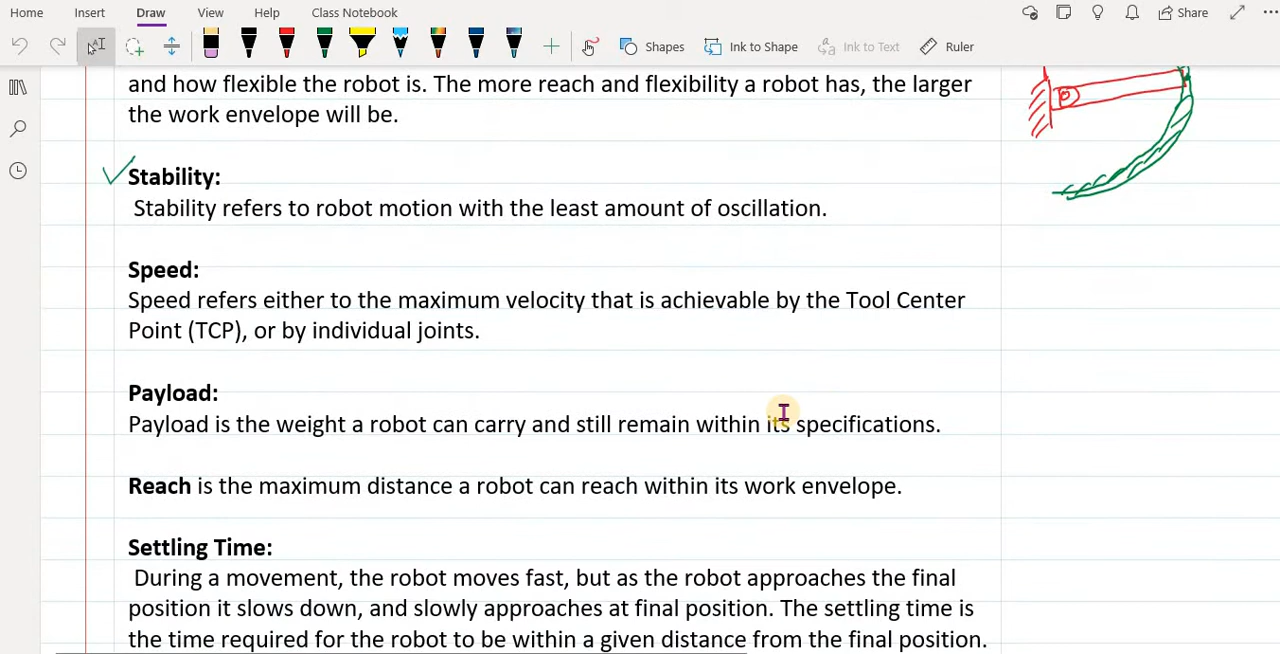 Home Insert Draw View Help Class Notebook Share
Shapes Ink to Shape Ink to Text Ruler
and how flexible the robot is. The more reach and flexibility a robot has, the larger
the work envelope will be.
Stability:
Stability refers to robot motion with the least amount of oscillation.
Speed:
Speed refers either to the maximum velocity that is achievable by the Tool Center
Point (TCP), or by individual joints.
Payload:
Payload is the weight a robot can carry and still remain within its specifications.
Reach is the maximum distance a robot can reach within its work envelope.
Settling Time:
During a movement, the robot moves fast, but as the robot approaches the final
position it slows down, and slowly approaches at final position. The settling time is
the time required for the robot to be within a given distance from the final position.